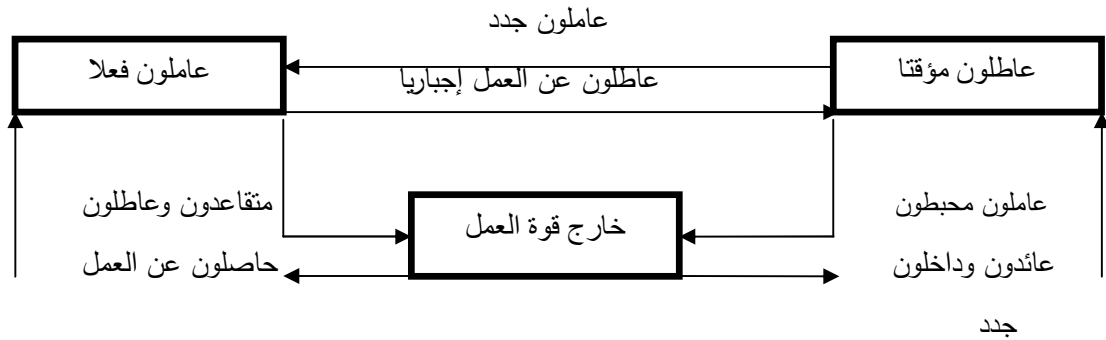 عاملون جدد
عاملون فعلا
عاطلون مؤقتا
عاطلون عن العمل إجباريا
متقاعدون وعاطلون
خارج قوة العمل
عاملون محبطون
حاصلون عن العمل
عائدون وداخلون
جدد